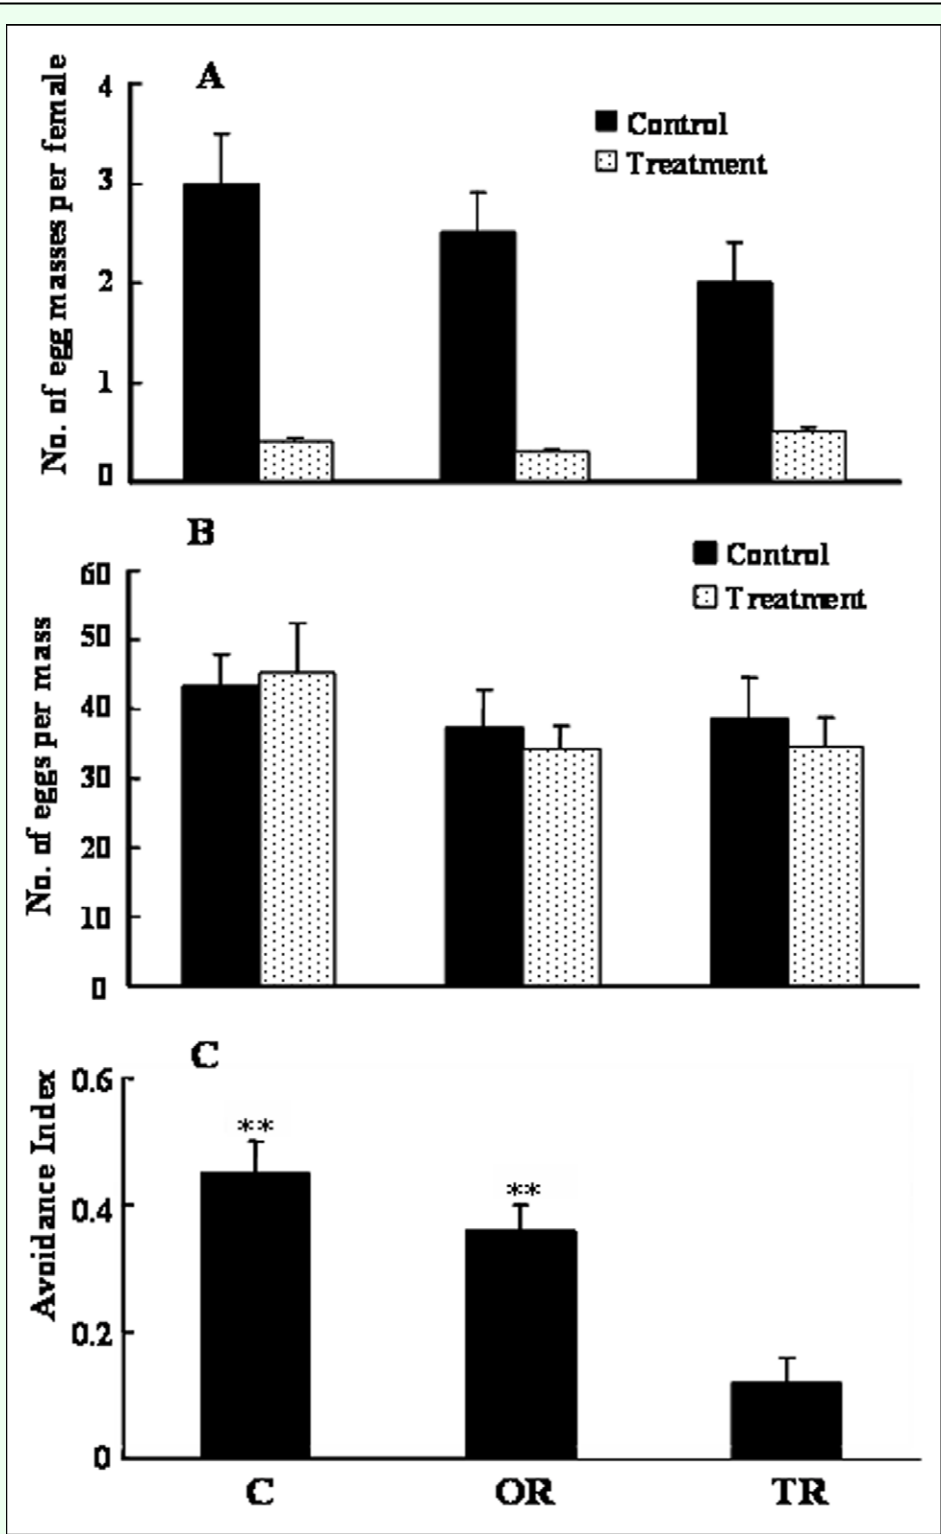 A
No. of egg masses per female
4
3
2
1
0
Control
Treatment
B
No. of eggs per mass
60
50
40
30
20
10
0
Control
Treatment
C
Avoidance Index
0.6
0.4
0.2
0
**
**
C OR TR